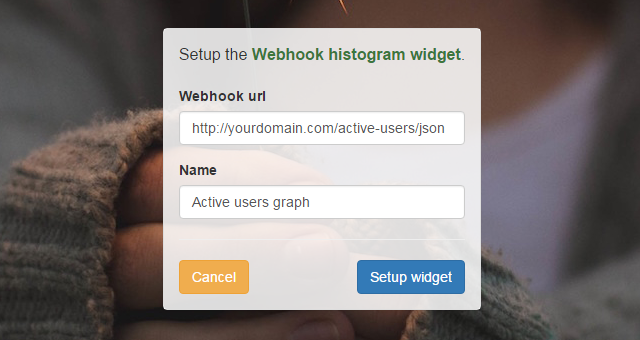 Setup the Webhook histogram widget.
Webhook url
http://yourdomain.com/active-users/json
Name
Active users graph
Cancel
Setup widget